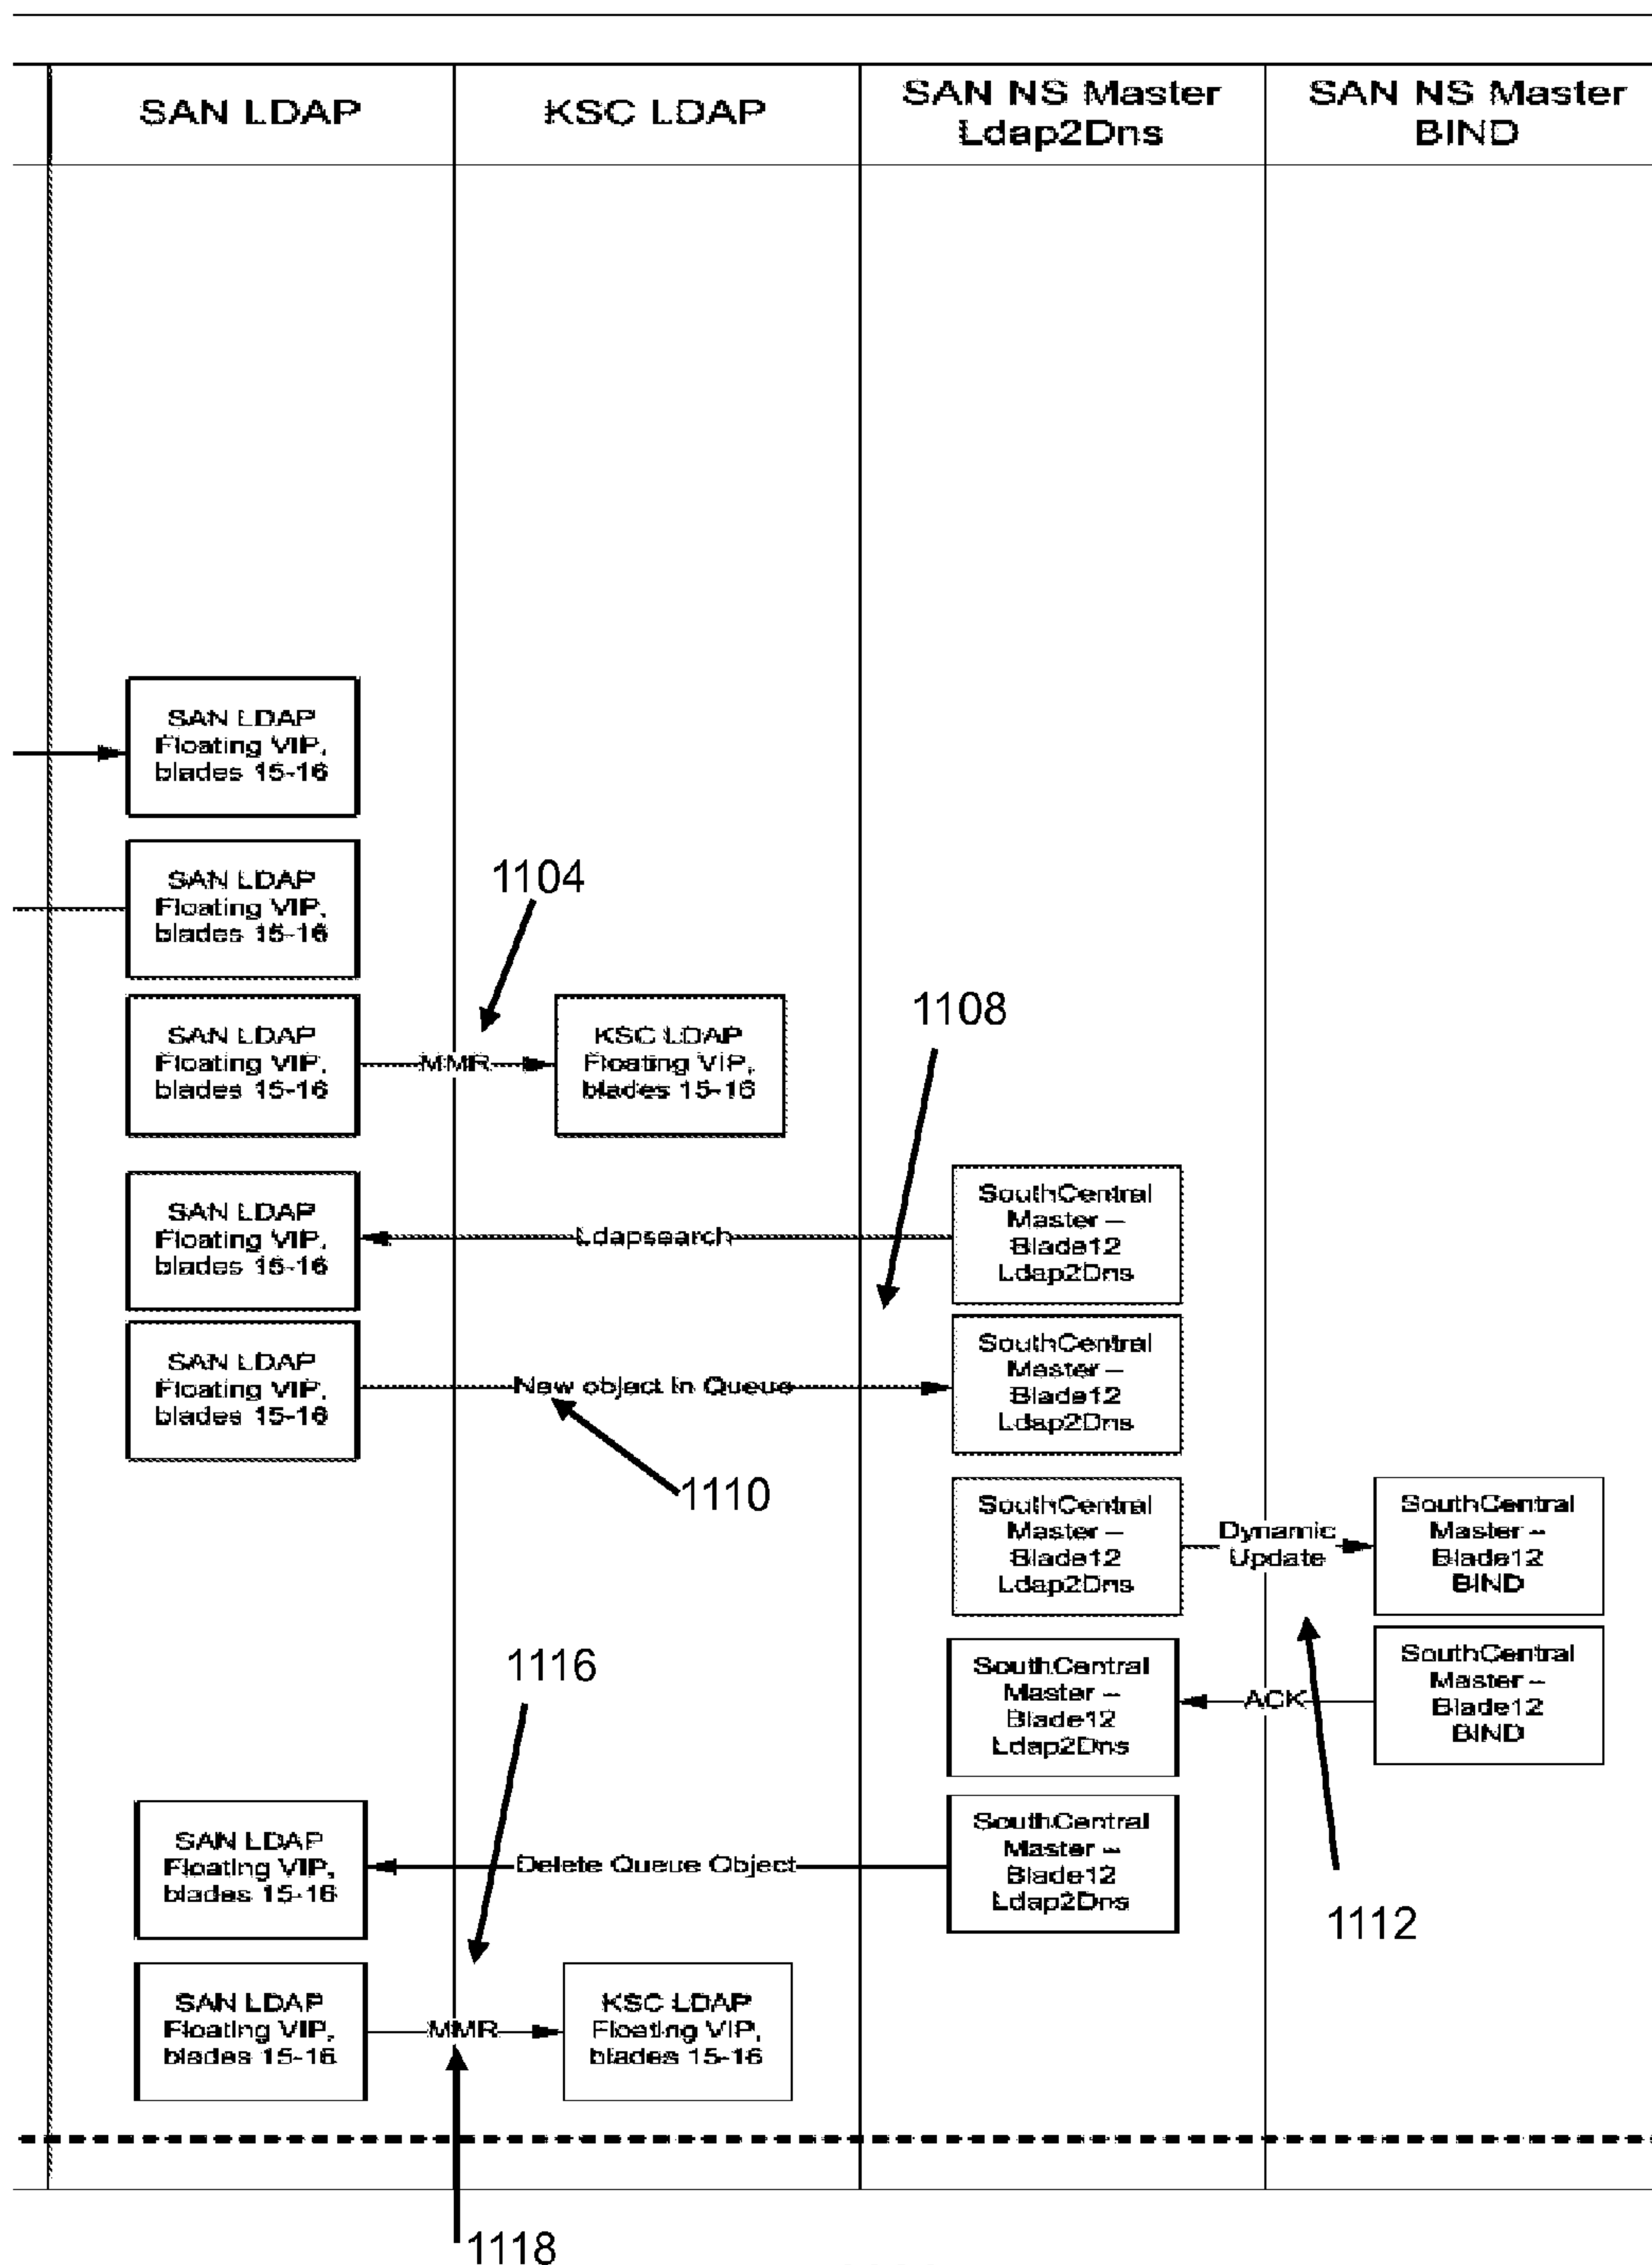 SAN LDAP
KSC LDAP
SAN NS Master
Ldap2Dns
SAN NS Master
BIND
SAN LDAP
Floating VIP,
blades 15-16
SAN LDAP
Floating VIP,
blades 15-16
1104
SAN LDAP
Floating VIP,
blades 15-16
MMR
KSC LDAP
Floating VIP,
blades 15-16
1108
SAN LDAP
Floating VIP,
blades 15-16
Ldapsearch
SouthCentral
Master –
Blade12
Ldap2Dns
SAN LDAP
Floating VIP,
blades 15-16
New object in Queue
SouthCentral
Master –
Blade12
Ldap2Dns
1110
SouthCentral
Master –
Blade12
Ldap2Dns
Dynamic
Update
SouthCentral
Master –
Blade12
BIND
1116
SouthCentral
Master –
Blade12
Ldap2Dns
ACK
SouthCentral
Master –
Blade12
BIND
SAN LDAP
Floating VIP,
blades 15-16
Delete Queue Object
SouthCentral
Master –
Blade12
Ldap2Dns
1112
SAN LDAP
Floating VIP,
blades 15-16
MMR
KSC LDAP
Floating VIP,
blades 15-16
1118